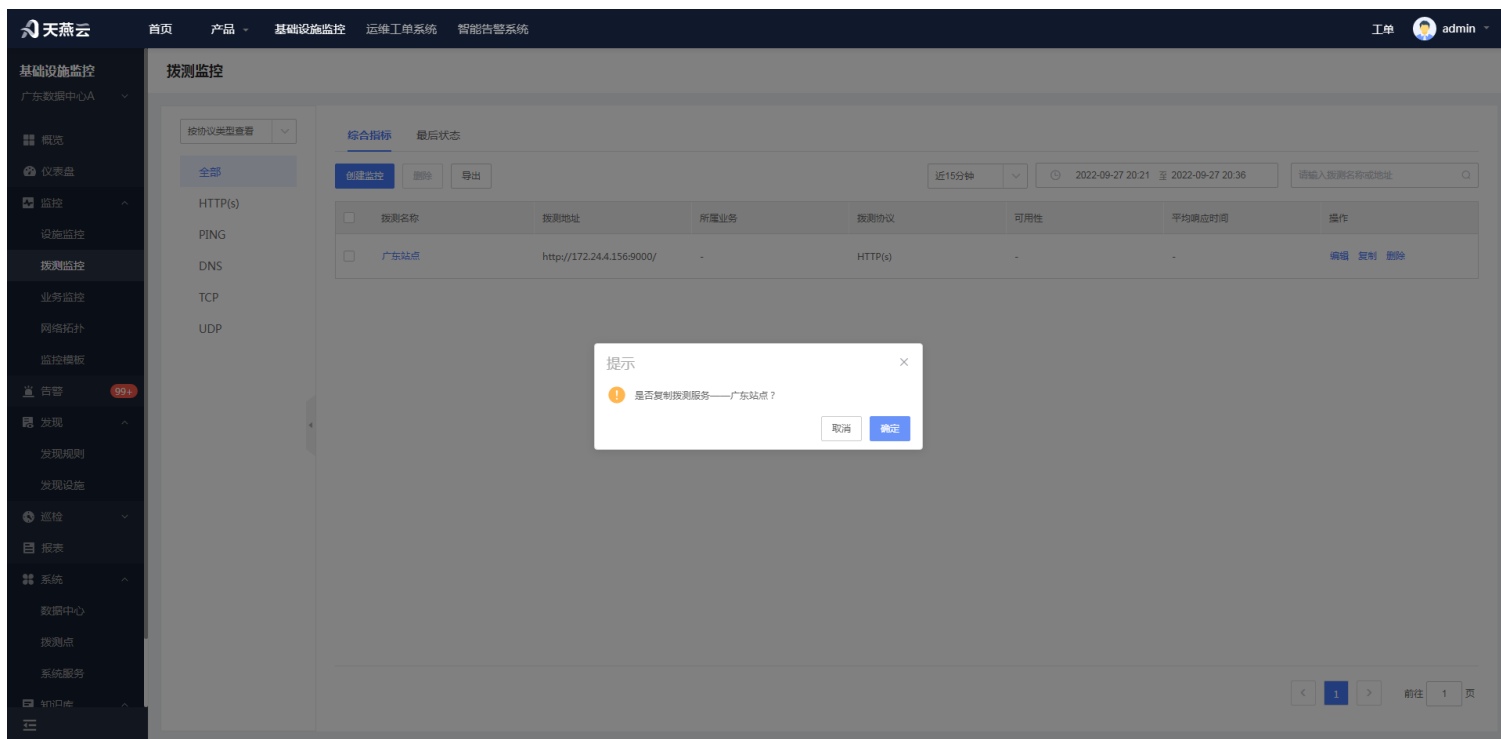 天燕云
首页 产品 基础设施监控 运维工单系统 智能告警系统 工单 admin
基础设施监控
广东数据中心A
概览
仪表盘
监控
设施监控
拨测监控
业务监控
网络拓扑
监控模板
告警 99+
发现
发现规则
发现设施
巡检
报表
系统
数据中心
拨测点
系统服务
知识库
拨测监控
按协议类型查看
全部
HTTP(s)
PING
DNS
TCP
UDP
综合指标 最后状态
创建监控 删除 导出 近15分钟 2022-09-27 20:21 至 2022-09-27 20:36 请输入拨测名称或地址
拨测名称 拨测地址 所属业务 拨测协议 可用性 平均响应时间 操作
广东站点 http://172.24.4.156:9000/ - HTTP(s) - - 编辑 复制 删除
提示
是否复制拨测服务——广东站点？
取消 确定
1 前往 1 页